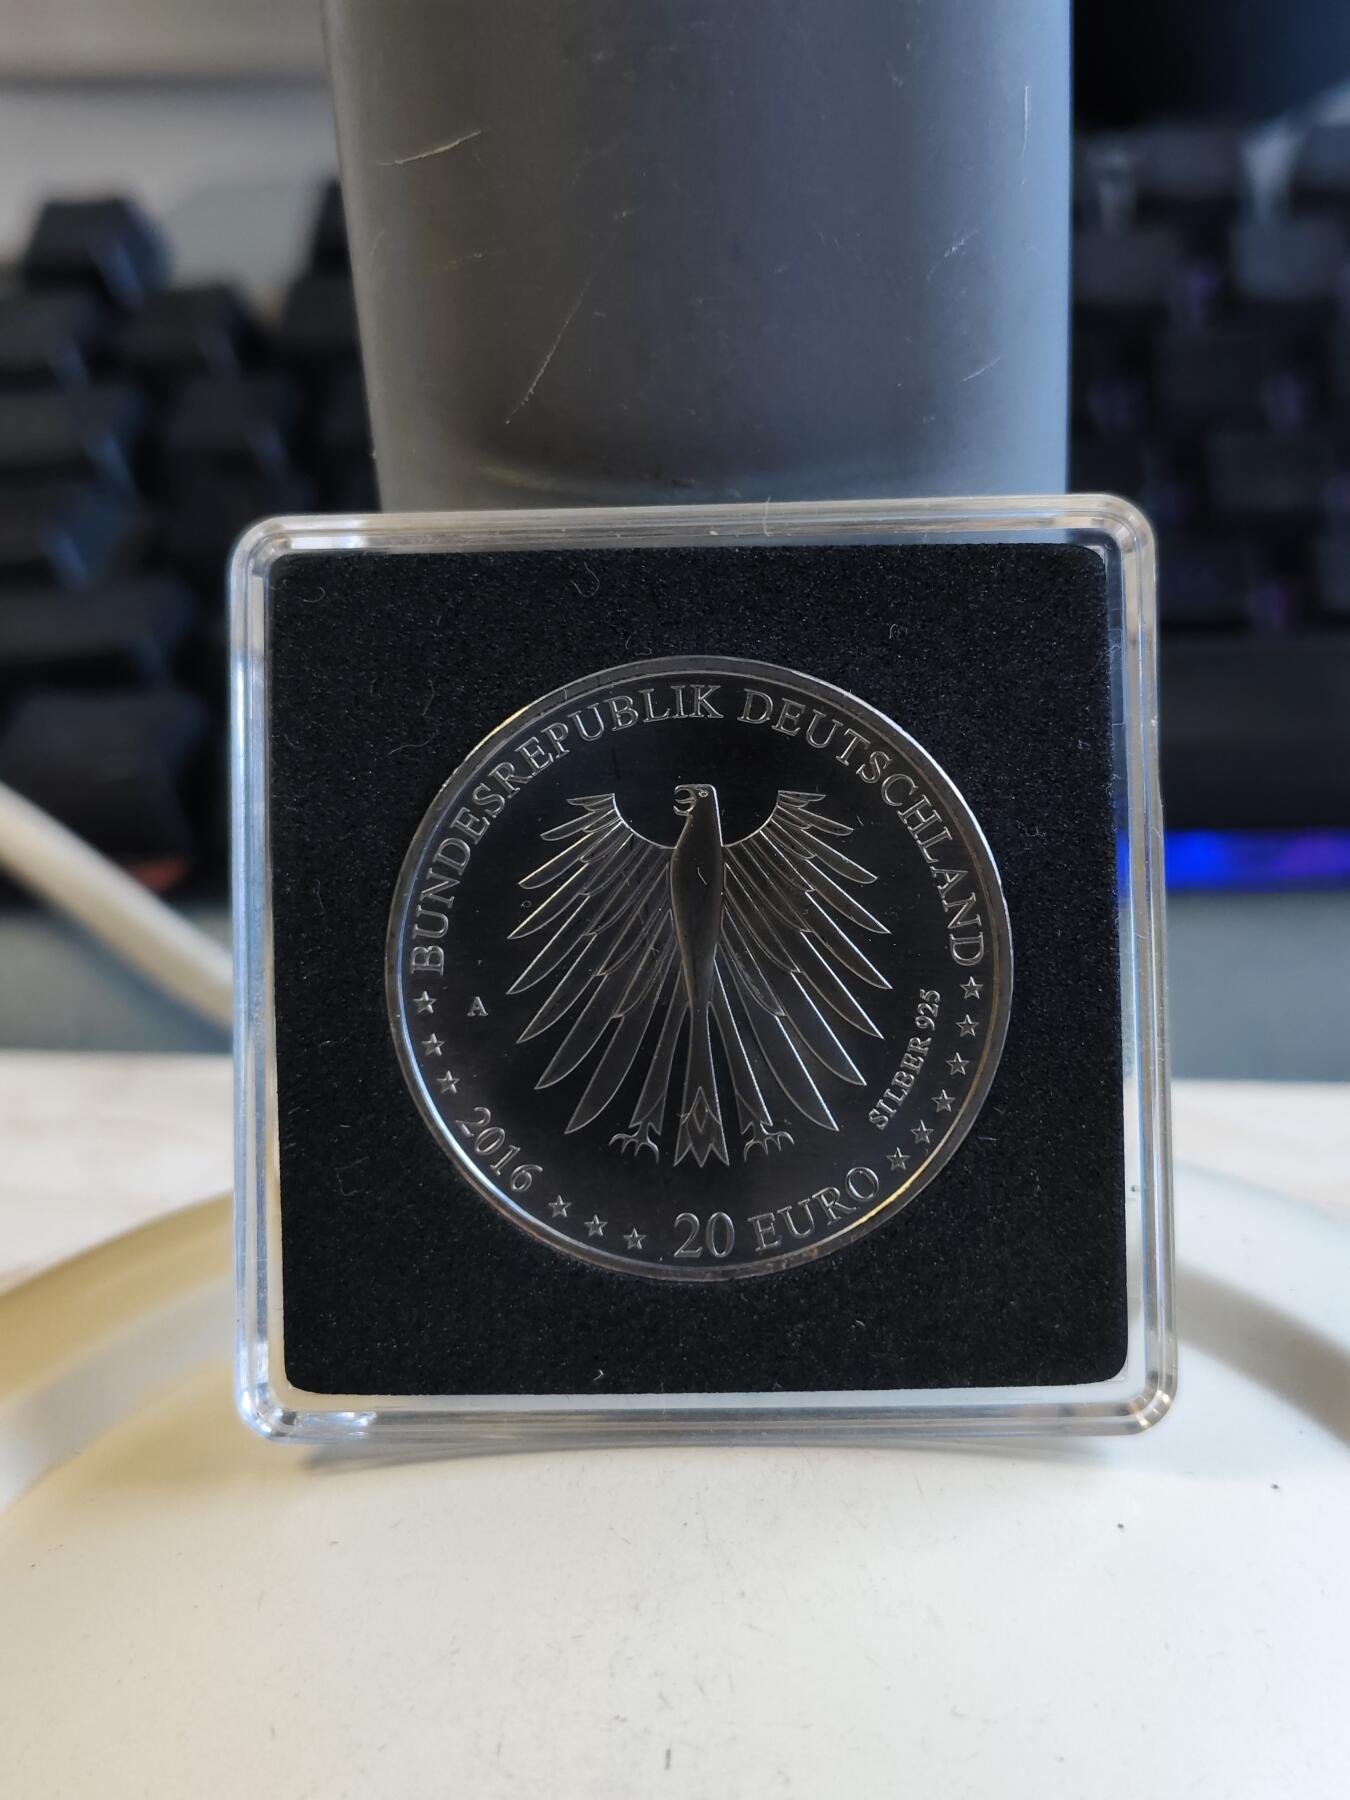 BUNDESREPUBLIK DEUTSCHLAND
A
SILBER 925
2016
20 EURO